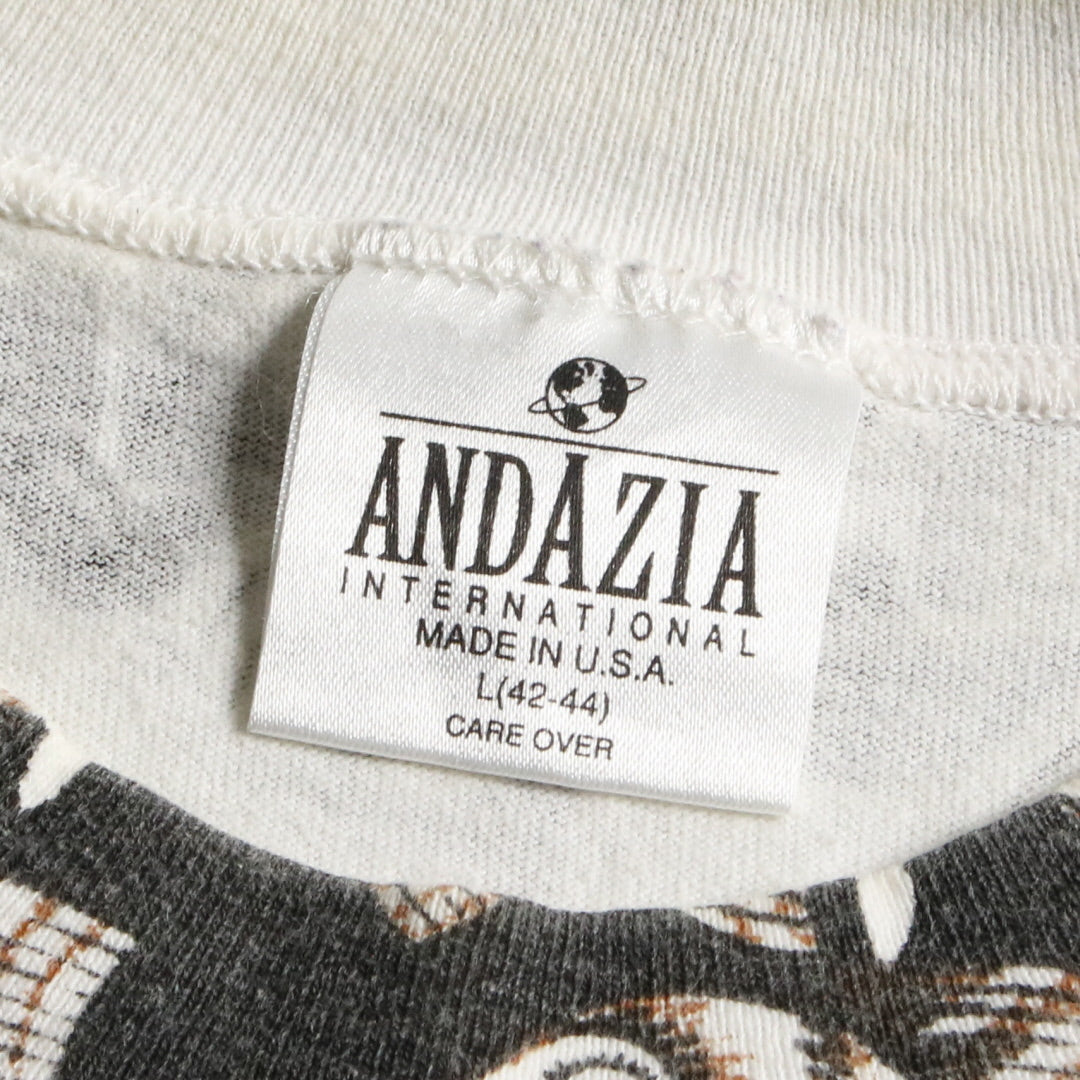 ANDAZIA
INTERNATIONAL
MADE IN U.S.A.
L(42-44)
CARE OVER